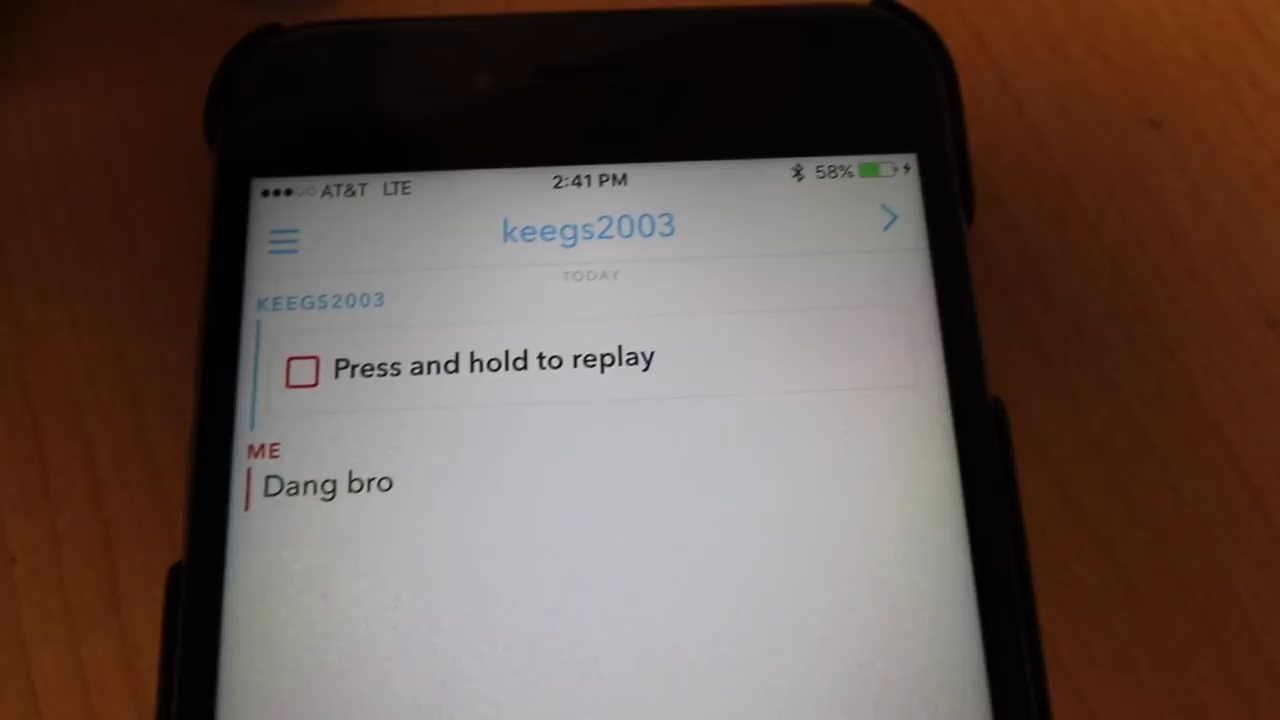 AT&T LTE 2:41 PM 58%
keegs2003
TODAY
KEEGS2003
Press and hold to replay
ME
Dang bro